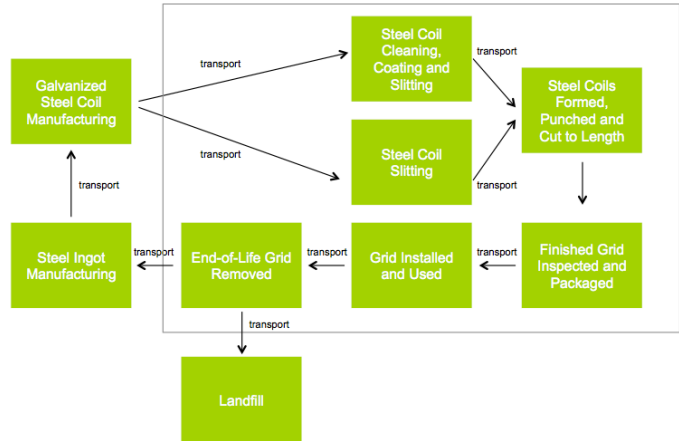 Steel Coil
Cleaning,
Coating and
Slitting
transport
transport
Galvanized
Steel Coil
Manufacturing
Steel Coils
Formed,
Punched and
Cut to Length
transport
Steel Coil
Slitting
transport
transport
Steel Ingot
Manufacturing
transport
End-of-Life Grid
Removed
transport
Grid Installed
and Used
transport
Finished Grid
Inspected and
Packaged
transport
Landfill